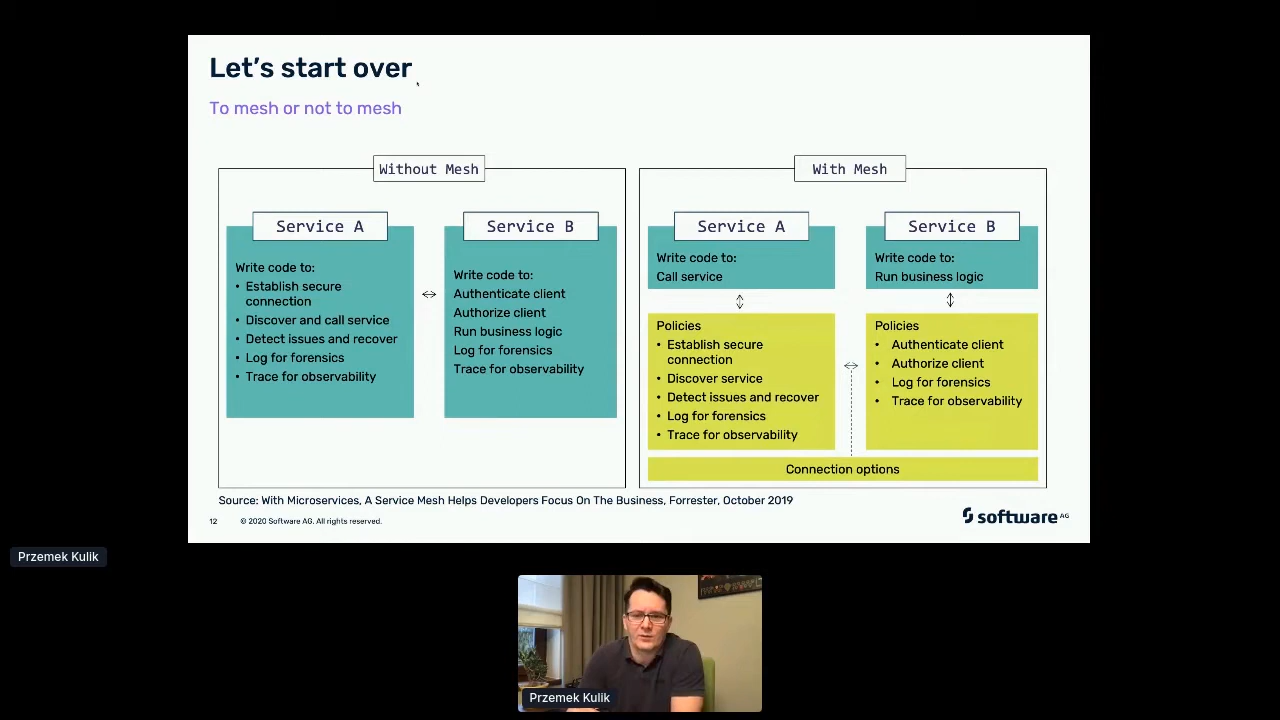 Let's start over
To mesh or not to mesh
Without Mesh
Service A
Write code to:
• Establish secure
connection
• Discover and call service
• Detect issues and recover
• Log for forensics
• Trace for observability
Service B
Write code to:
Authenticate client
Authorize client
Run business logic
Log for forensics
Trace for observability
With Mesh
Service A
Write code to:
Call service
Policies
• Establish secure
connection
• Discover service
• Detect issues and recover
• Log for forensics
• Trace for observability
Service B
Write code to:
Run business logic
Policies
• Authenticate client
• Authorize client
• Log for forensics
• Trace for observability
Connection options
Source: With Microservices, A Service Mesh Helps Developers Focus On The Business, Forrester, October 2019
12
© 2020 Software AG. All rights reserved.
software AG
Przemek Kulik
Przemek Kulik